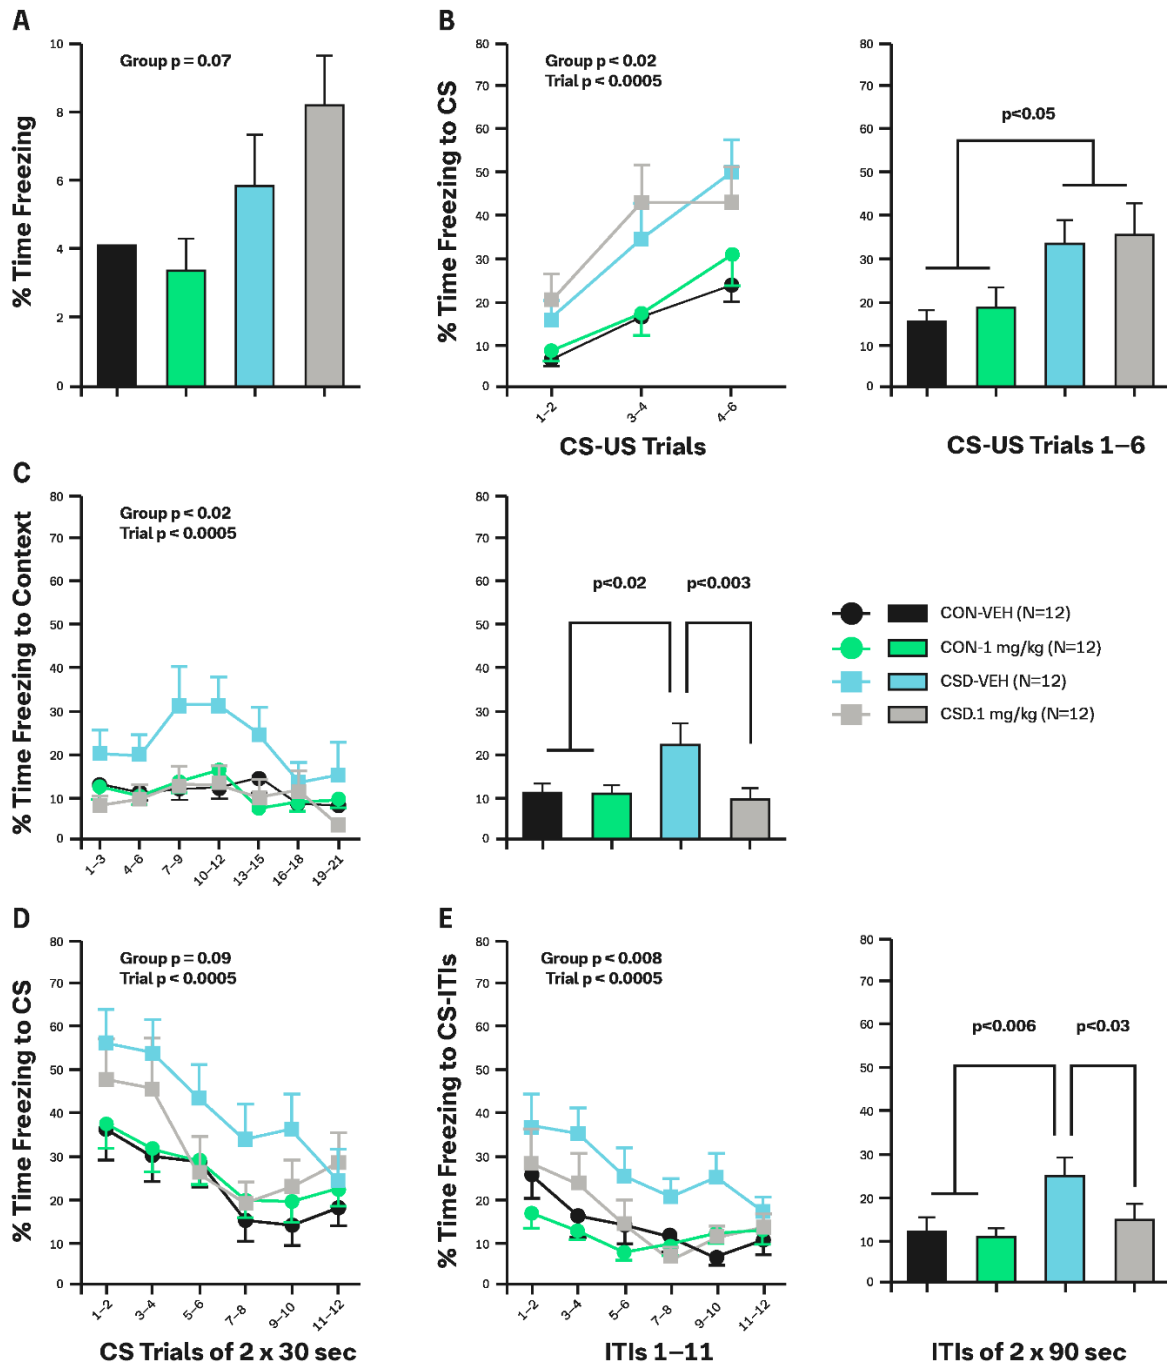 A
% Time Freezing
10
8
6
4
2
0
Group p = 0.07
B
% Time Freezing to CS
80
70
60
50
40
30
20
10
0
Group p < 0.02
Trial p < 0.0005
1–2
3–4
4–6
CS-US Trials
80
70
60
50
40
30
20
10
0
p<0.05
CS-US Trials 1–6
C
% Time Freezing to Context
80
70
60
50
40
30
20
10
0
Group p < 0.02
Trial p < 0.0005
1–3
4–6
7–9
10–12
13–15
16–18
19–21
80
70
60
50
40
30
20
10
0
p<0.02
p<0.003
CON-VEH (N=12)
CON-1 mg/kg (N=12)
CSD-VEH (N=12)
CSD.1 mg/kg (N=12)
D
% Time Freezing to CS
80
70
60
50
40
30
20
10
0
Group p = 0.09
Trial p < 0.0005
1–2
3–4
5–6
7–8
9–10
11–12
CS Trials of 2 x 30 sec
E
% Time Freezing to CS-ITIs
80
70
60
50
40
30
20
10
0
Group p < 0.008
Trial p < 0.0005
1–2
3–4
5–6
7–8
9–10
11–12
ITIs 1–11
80
70
60
50
40
30
20
10
0
p<0.006
p<0.03
ITIs of 2 x 90 sec